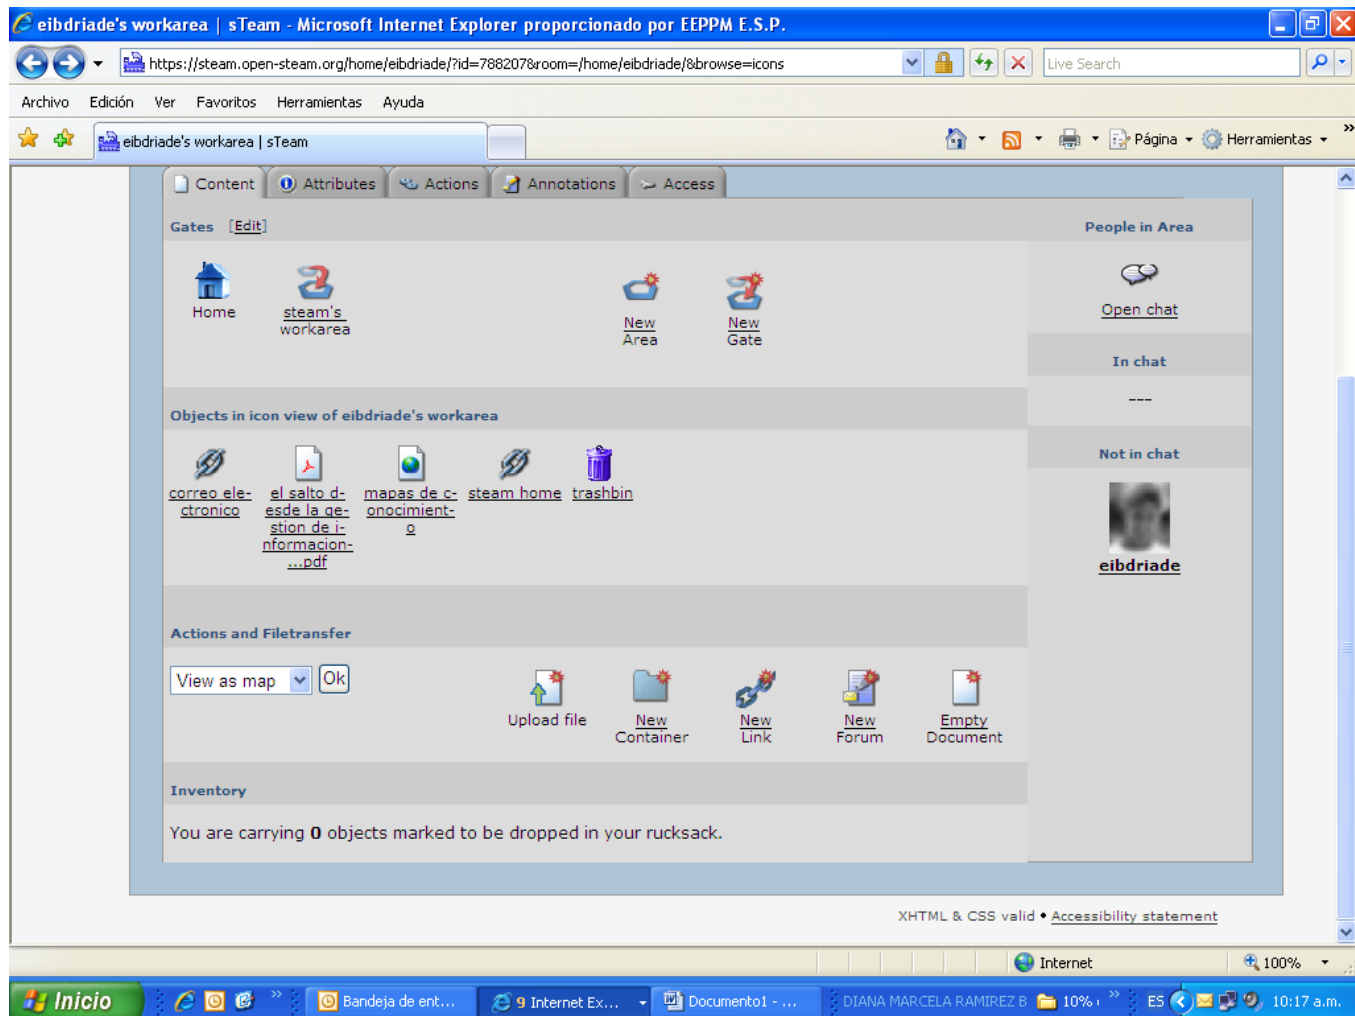 eibdriade's workarea | sTeam - Microsoft Internet Explorer proporcionado por EEPPM E.S.P.
https://steam.open-steam.org/home/eibdriade/?id=788207&room=/home/eibdriade/&browse=icons
Live Search
Archivo Edición Ver Favoritos Herramientas Ayuda
eibdriade's workarea | sTeam
Página
Herramientas
»
Content Attributes Actions Annotations Access
Gates [Edit]
People in Area
Home
steam's
workarea
New
Area
New
Gate
Open chat
In chat
---
Objects in icon view of eibdriade's workarea
Not in chat
correo ele-
ctronico
el salto d-
esde la ge-
stion de i-
nformacion-
...pdf
mapas de c-
onocimient-
o
steam home
trashbin
eibdriade
Actions and Filetransfer
View as map
Ok
Upload file
New
Container
New
Link
New
Forum
Empty
Document
Inventory
You are carrying 0 objects marked to be dropped in your rucksack.
XHTML & CSS valid • Accessibility statement
Internet
100%
Inicio
»
Bandeja de ent...
9 Internet Ex...
Documento1 - ...
DIANA MARCELA RAMIREZ B
10%
»
ES
10:17 a.m.